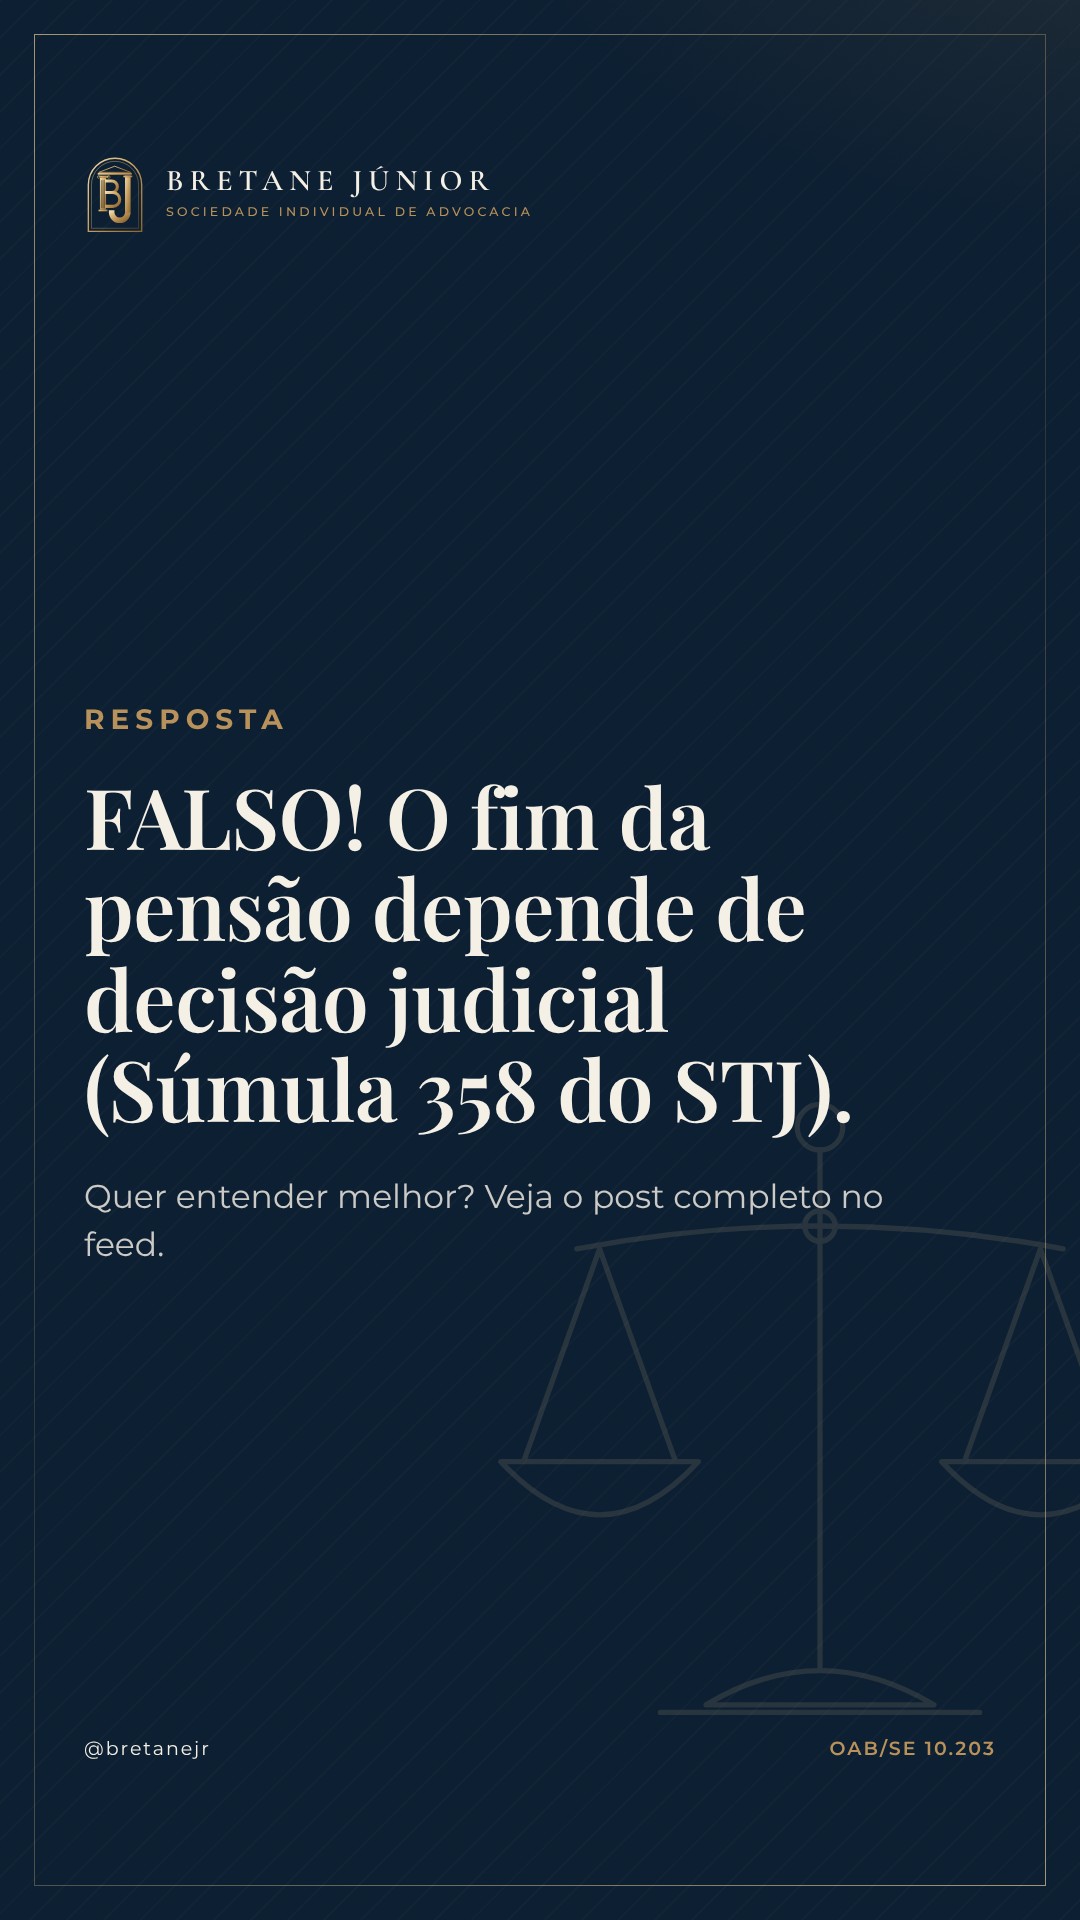 BJ
BRETANE JÚNIOR
SOCIEDADE INDIVIDUAL DE ADVOCACIA
RESPOSTA
FALSO! O fim da
pensão depende de
decisão judicial
(Súmula 358 do STJ).
Quer entender melhor? Veja o post completo no
feed.
@bretanejr
OAB/SE 10.203